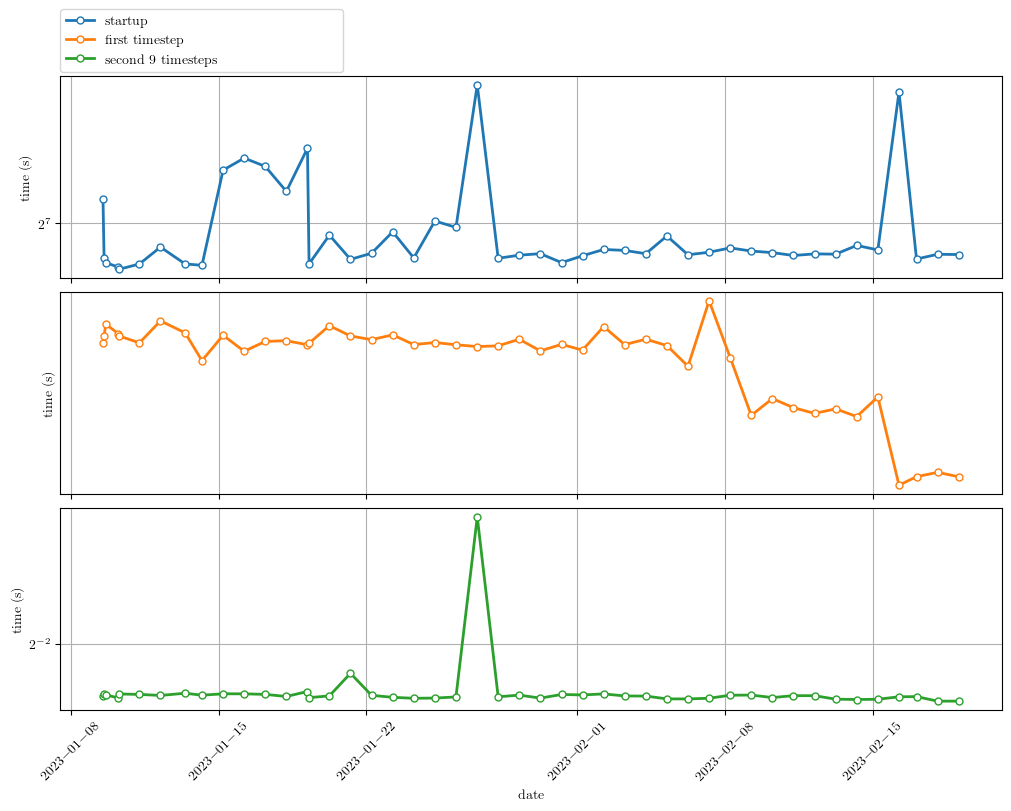 startup
first timestep
second 9 timesteps
time (s)
2^7
time (s)
time (s)
2^−2
2023−01−08
2023−01−15
2023−01−22
2023−02−01
2023−02−08
2023−02−15
date